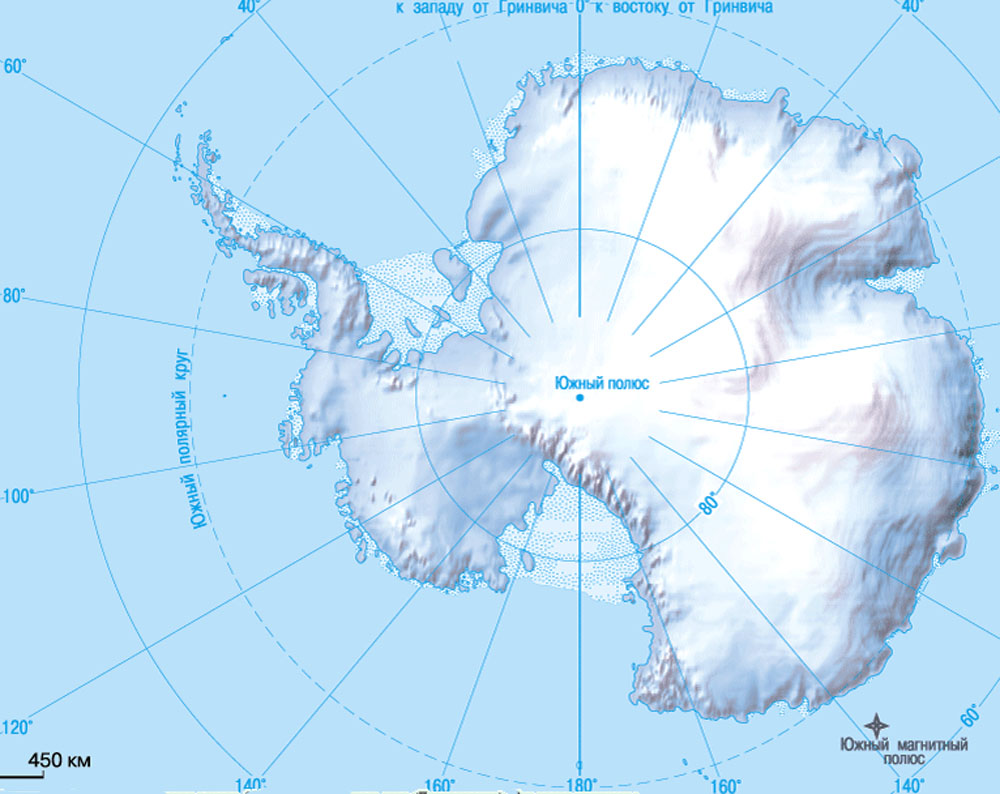 к западу от Гринвича 0° к востоку от Гринвича
40°
40°
60°
80°
Южный полярный круг
Южный полюс
80°
100°
120°
60°
Южный магнитный
полюс
450 км
140°
160°
180°
160°
140°